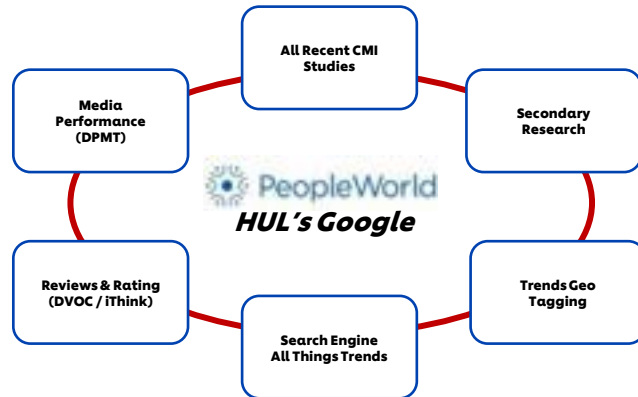 All Recent CMI
Studies
Media
Performance
(DPMT)
Secondary
Research
PeopleWorld
HUL's Google
Reviews & Rating
(DVOC / iThink)
Trends Geo
Tagging
Search Engine
All Things Trends